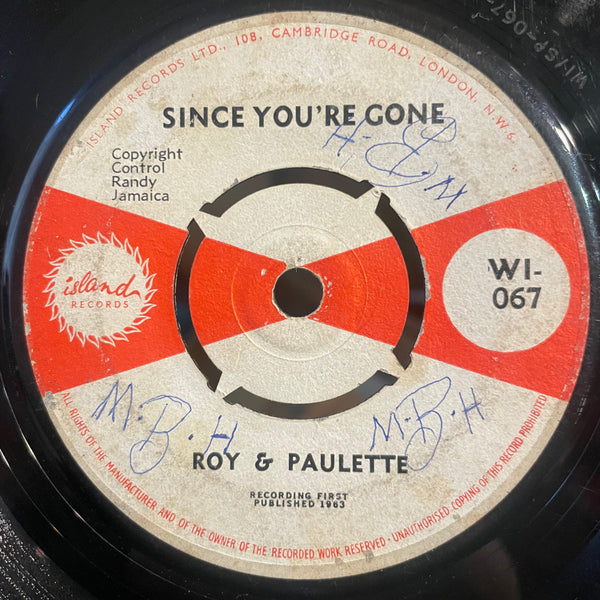 ISLAND RECORDS LTD., 108, CAMBRIDGE ROAD, LONDON, N.W.6
SINCE YOU'RE GONE
Copyright
Control
Randy
Jamaica
island
RECORDS
WI-
067
M·B·H
M·B·H
ROY & PAULETTE
RECORDING FIRST
PUBLISHED 1963
ALL RIGHTS OF THE MANUFACTURER AND OF THE OWNER OF THE RECORDED WORK RESERVED · UNAUTHORISED COPYING OF THIS RECORD PROHIBITED